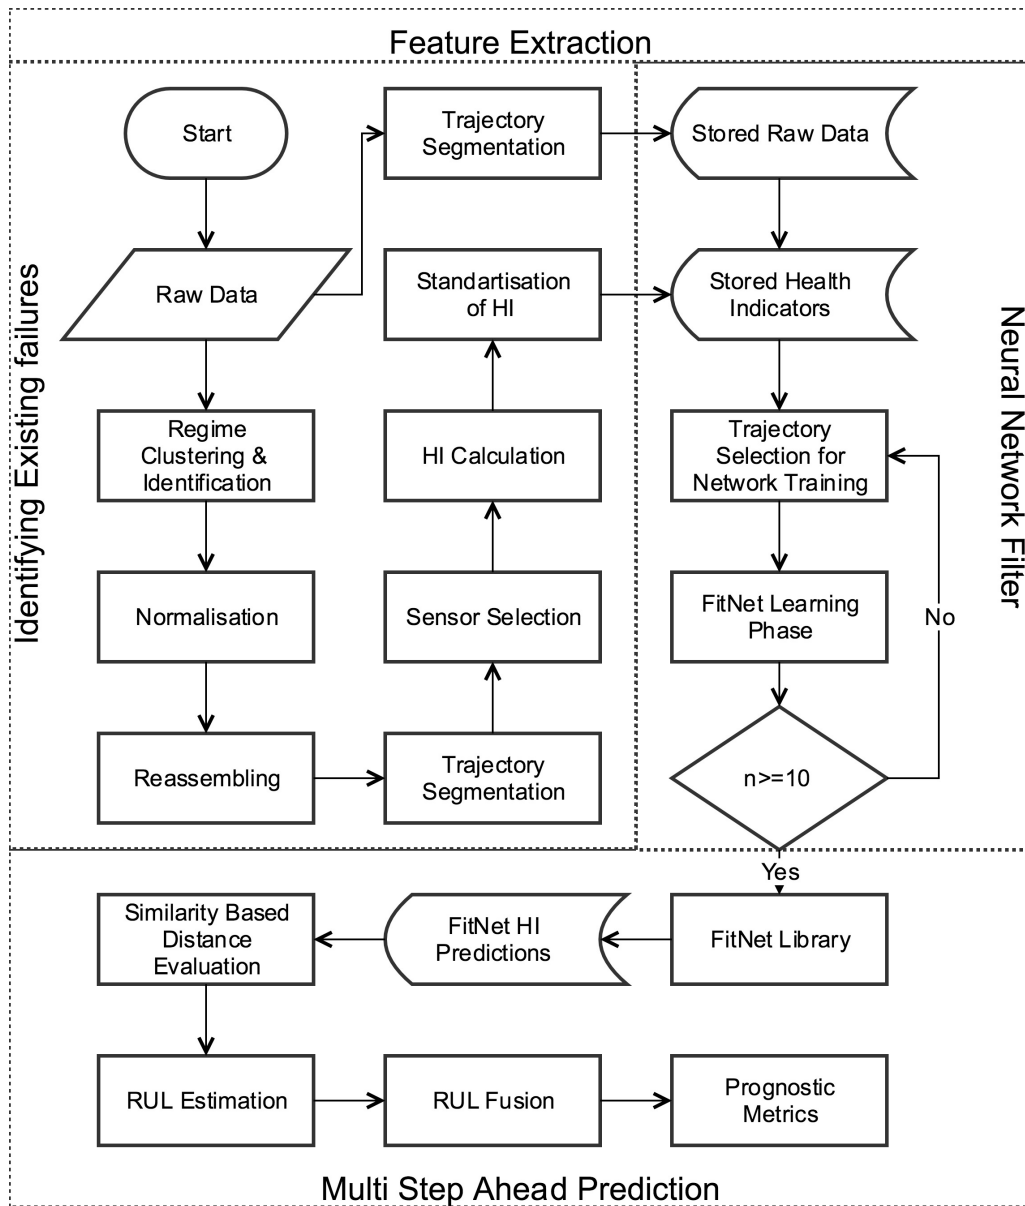 Feature Extraction
Identifying Existing failures
Start
Raw Data
Regime
Clustering &
Identification
Normalisation
Reassembling
Trajectory
Segmentation
Standartisation
of HI
HI Calculation
Sensor Selection
Trajectory
Segmentation
Stored Raw Data
Stored Health
Indicators
Trajectory
Selection for
Network Training
FitNet Learning
Phase
No
n>=10
Yes
Neural Network Filter
Similarity Based
Distance
Evaluation
FitNet HI
Predictions
FitNet Library
RUL Estimation
RUL Fusion
Prognostic
Metrics
Multi Step Ahead Prediction